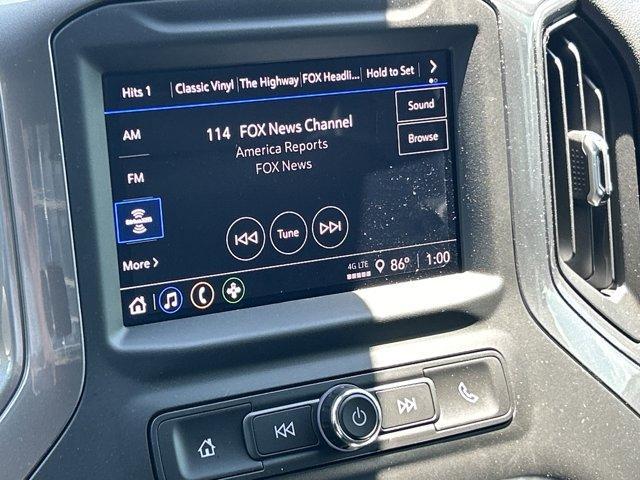 Hits 1 Classic Vinyl The Highway FOX Headli... Hold to Set
AM
FM
More
114 FOX News Channel
America Reports
FOX News
Sound
Browse
Tune
4G LTE 86° 1:00